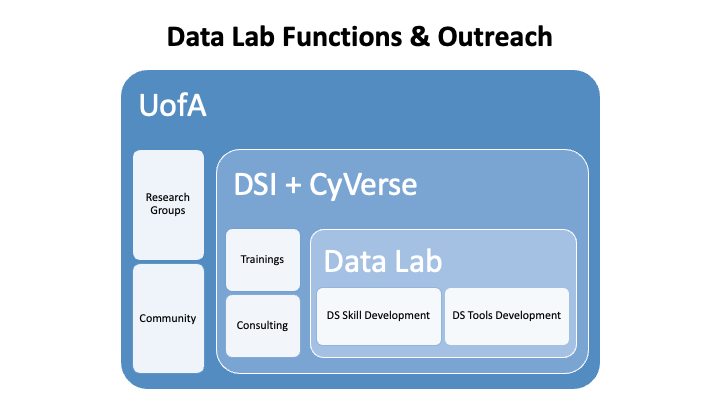 Data Lab Functions & Outreach
UofA
Research
Groups
Community
DSI + CyVerse
Trainings
Consulting
Data Lab
DS Skill Development
DS Tools Development